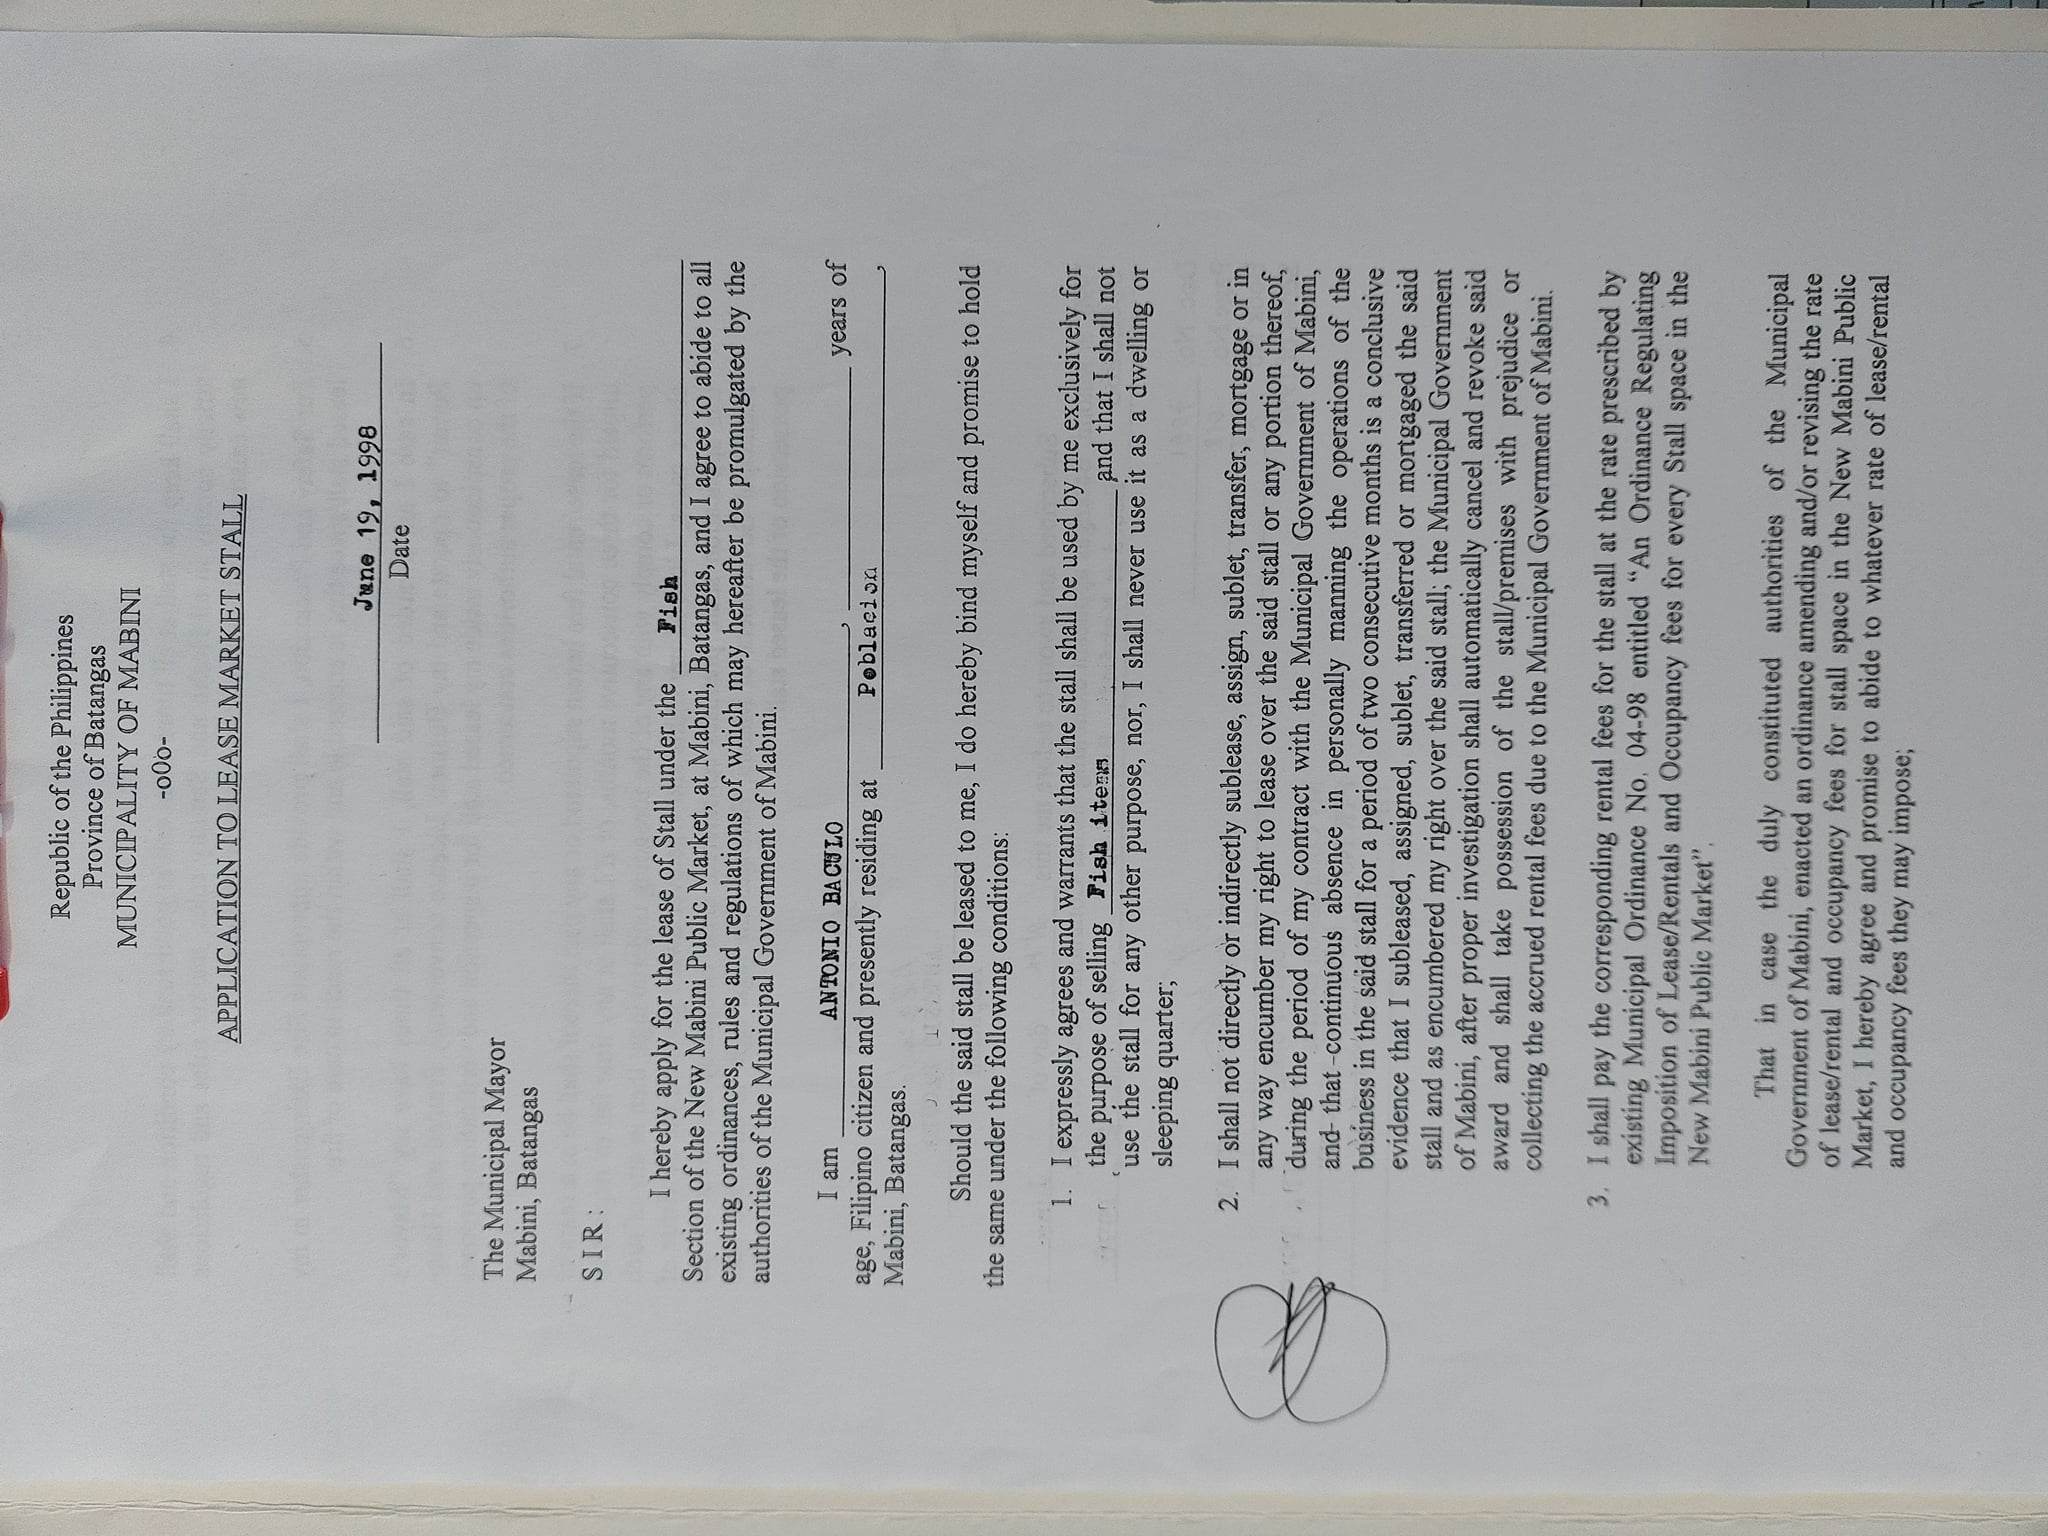 Republic of the Philippines
Province of Batangas
MUNICIPALITY OF MABINI
-o0o-
APPLICATION TO LEASE MARKET STALL
June 19, 1998
Date
The Municipal Mayor
Mabini, Batangas
S I R :
I hereby apply for the lease of Stall under the Fish
Section of the New Mabini Public Market, at Mabini, Batangas, and I agree to abide to all
existing ordinances, rules and regulations of which may hereafter be promulgated by the
authorities of the Municipal Government of Mabini.
I am ANTONIO BACULO, years of
age, Filipino citizen and presently residing at Poblacion,
Mabini, Batangas.
Should the said stall be leased to me, I do hereby bind myself and promise to hold
the same under the following conditions:
1. I expressly agrees and warrants that the stall shall be used by me exclusively for
the purpose of selling Fish items, and that I shall not
use the stall for any other purpose, nor, I shall never use it as a dwelling or
sleeping quarter;
2. I shall not directly or indirectly sublease, assign, sublet, transfer, mortgage or in
any way encumber my right to lease over the said stall or any portion thereof,
during the period of my contract with the Municipal Government of Mabini,
and that continuous absence in personally manning the operations of the
business in the said stall for a period of two consecutive months is a conclusive
evidence that I subleased, assigned, sublet, transferred or mortgaged the said
stall and as encumbered my right over the said stall; the Municipal Government
of Mabini, after proper investigation shall automatically cancel and revoke said
award and shall take possession of the stall/premises with prejudice or
collecting the accrued rental fees due to the Municipal Government of Mabini.
3. I shall pay the corresponding rental fees for the stall at the rate prescribed by
existing Municipal Ordinance No. 04-98 entitled “An Ordinance Regulating
Imposition of Lease/Rentals and Occupancy fees for every Stall space in the
New Mabini Public Market”.
That in case the duly constituted authorities of the Municipal
Government of Mabini, enacted an ordinance amending and/or revising the rate
of lease/rental and occupancy fees for stall space in the New Mabini Public
Market, I hereby agree and promise to abide to whatever rate of lease/rental
and occupancy fees they may impose;